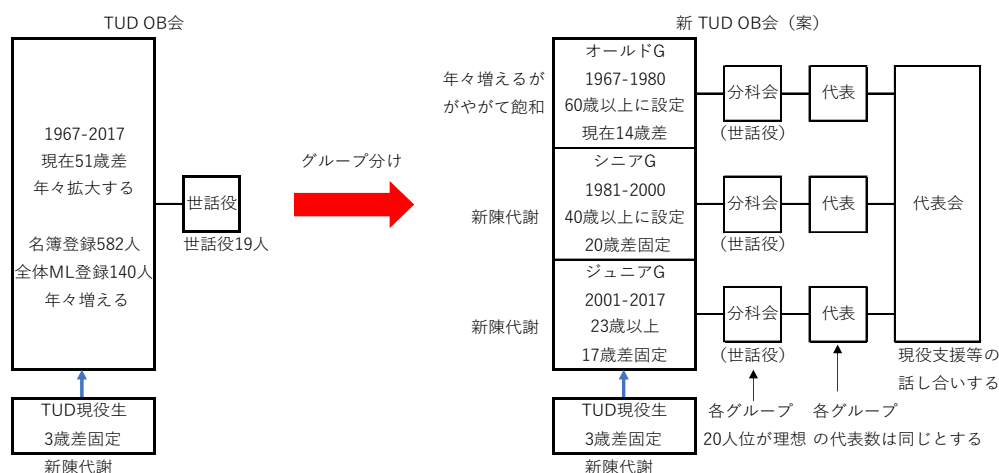 TUD OB会
1967-2017
現在51歳差
年々拡大する
名簿登録582人
全体ML登録140人
年々増える
世話役
世話役19人
TUD現役生
3歳差固定
新陳代謝
グループ分け
新 TUD OB会（案）
年々増えるが
がやがて飽和
新陳代謝
新陳代謝
オールドG
1967-1980
60歳以上に設定
現在14歳差
シニアG
1981-2000
40歳以上に設定
20歳差固定
ジュニアG
2001-2017
23歳以上
17歳差固定
分科会
（世話役）
代表
分科会
（世話役）
代表
分科会
（世話役）
代表
代表会
現役支援等の
話し合いする
TUD現役生
3歳差固定
新陳代謝
各グループ
20人位が理想
各グループ
の代表数は同じとする